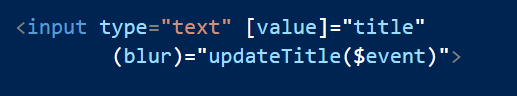 <input type="text" [value]="title"
(blur)="updateTitle($event)">